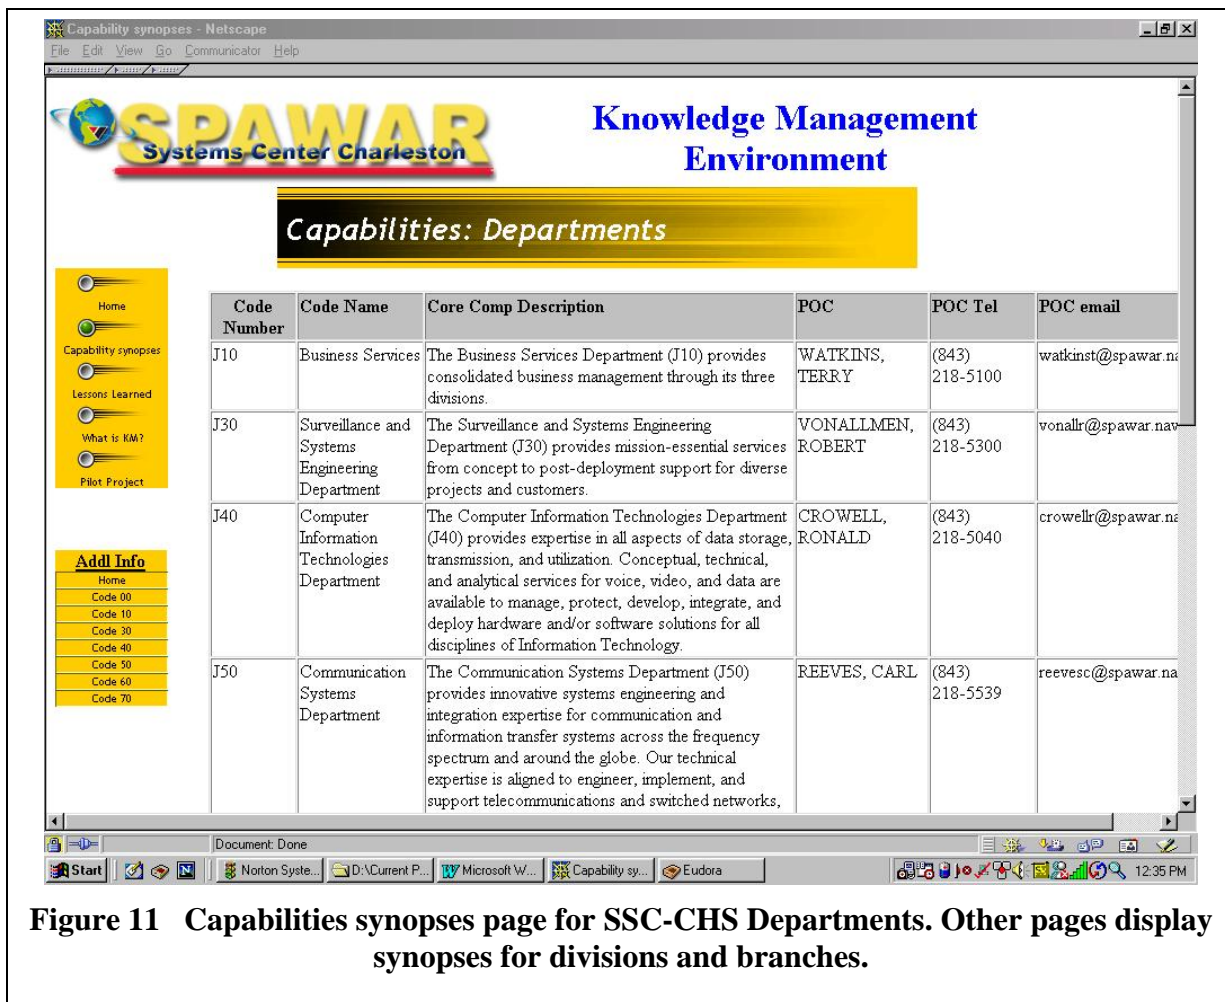 Capability synopses - Netscape
File Edit View Go Communicator Help
SPAWAR
Systems Center Charleston
Knowledge Management
Environment
Capabilities: Departments
Home
Capability synopses
Lessons Learned
What is KM?
Pilot Project
Addl Info
Home
Code 00
Code 10
Code 30
Code 40
Code 50
Code 60
Code 70
Code Number Code Name Core Comp Description POC POC Tel POC email
J10 Business Services The Business Services Department (J10) provides WATKINS, (843) watkinst@spawar.na
consolidated business management through its three TERRY 218-5100
divisions.
J30 Surveillance and The Surveillance and Systems Engineering VONALLMEN, (843) vonallr@spawar.nav
Systems Department (J30) provides mission-essential services ROBERT 218-5300
Engineering from concept to post-deployment support for diverse
Department projects and customers.
J40 Computer The Computer Information Technologies Department CROWELL, (843) crowellr@spawar.na
Information (J40) provides expertise in all aspects of data storage, RONALD 218-5040
Technologies transmission, and utilization. Conceptual, technical,
Department and analytical services for voice, video, and data are
available to manage, protect, develop, integrate, and
deploy hardware and/or software solutions for all
disciplines of Information Technology.
J50 Communication The Communication Systems Department (J50) REEVES, CARL (843) reevesc@spawar.na
Systems provides innovative systems engineering and 218-5539
Department integration expertise for communication and
information transfer systems across the frequency
spectrum and around the globe. Our technical
expertise is aligned to engineer, implement, and
support telecommunications and switched networks,
Document: Done
Start Norton Syste... D:\Current P... Microsoft W... Capability sy... Eudora 12:35 PM
Figure 11 Capabilities synopses page for SSC-CHS Departments. Other pages display
synopses for divisions and branches.